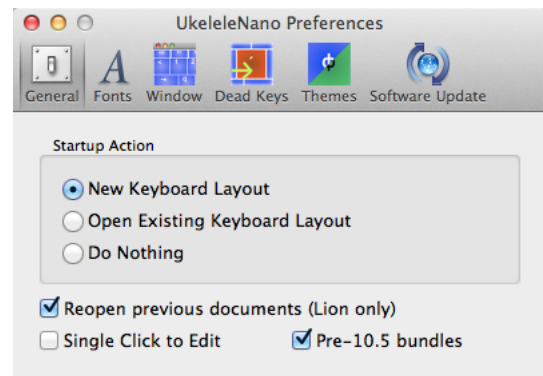 UkeleleNano Preferences
General Fonts Window Dead Keys Themes Software Update
Startup Action
New Keyboard Layout
Open Existing Keyboard Layout
Do Nothing
Reopen previous documents (Lion only)
Single Click to Edit Pre-10.5 bundles